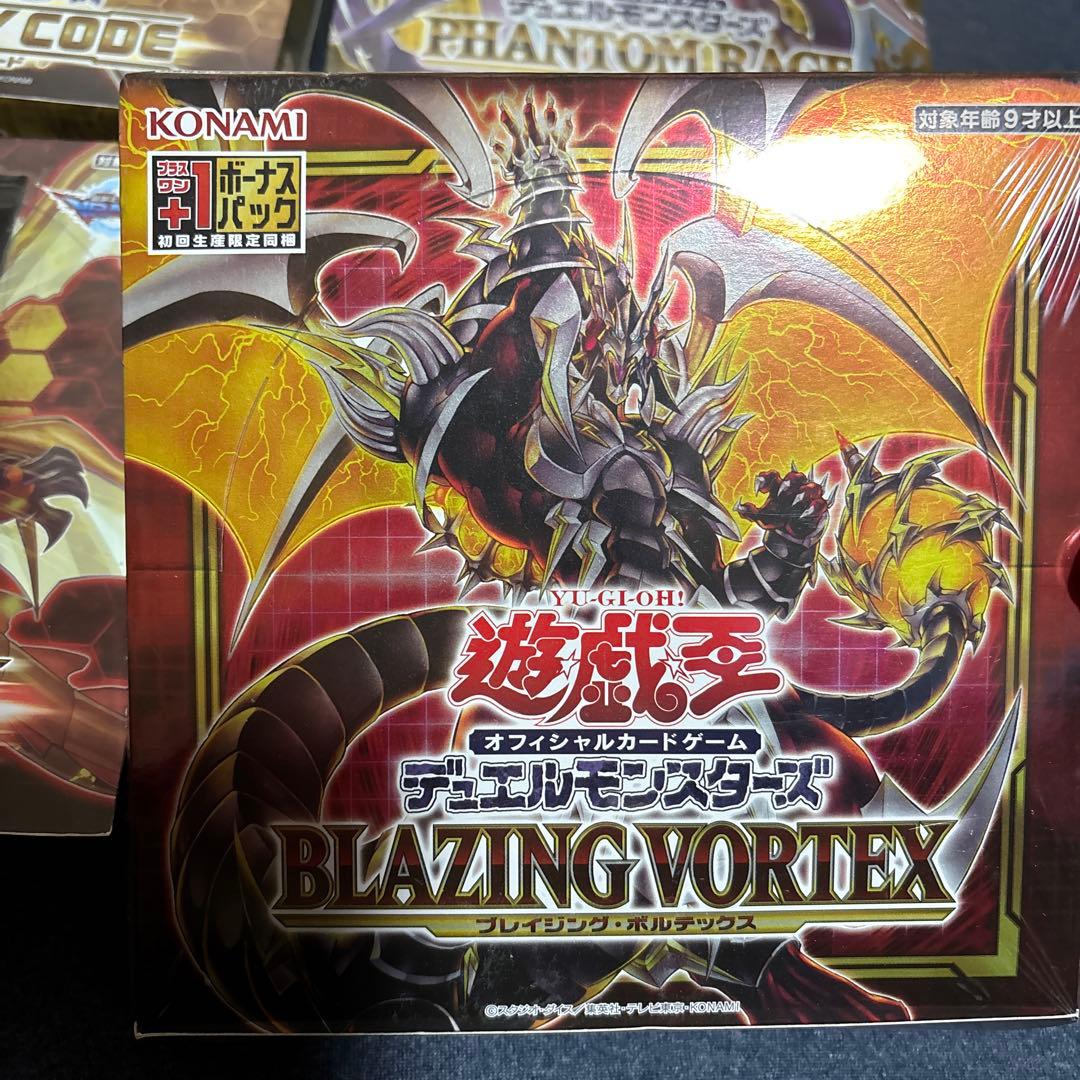 CODE
デュエルモンスターズ
PHANTOM RAGE
KONAMI
対象年齢9才以上
プラスワン+1ボーナスパック
初回生産限定同梱
YU-GI-OH!
遊戯王
オフィシャルカードゲーム
デュエルモンスターズ
BLAZING VORTEX
ブレイジング・ボルテックス
©スタジオ・ダイス/集英社・テレビ東京・KONAMI